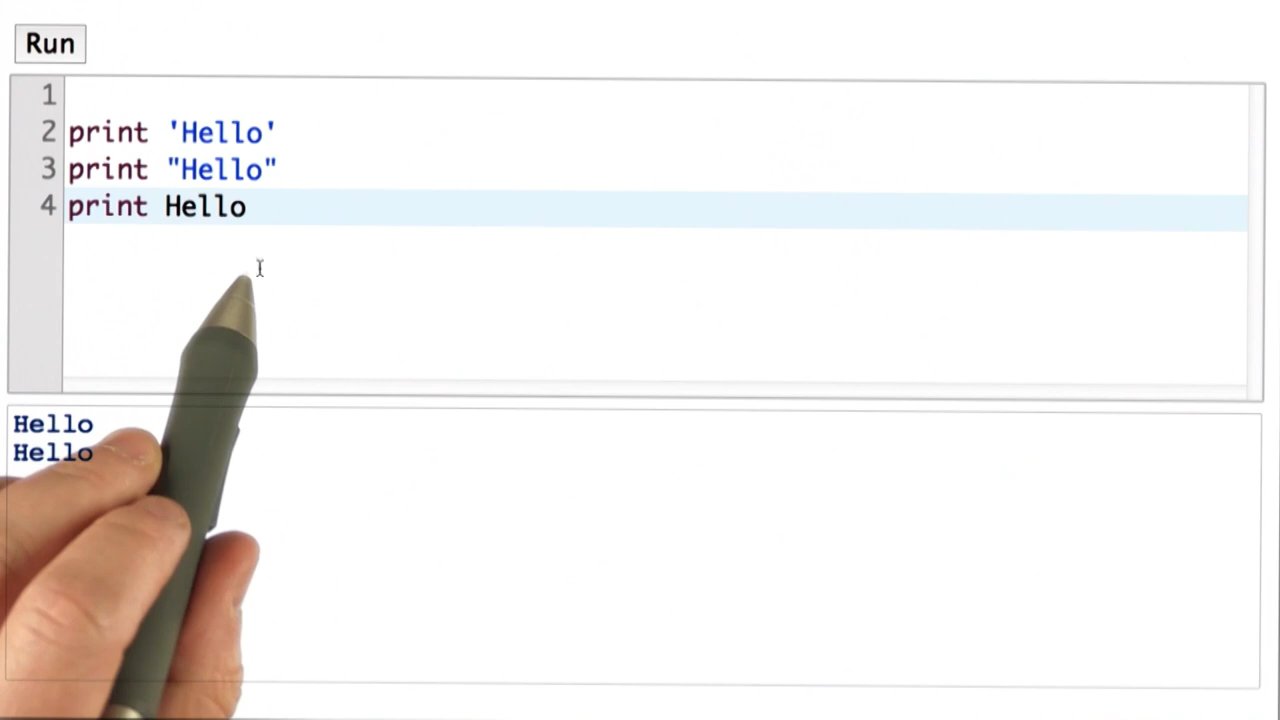 Run
1
2 print 'Hello'
3 print "Hello"
4 print Hello
Hello
Hello